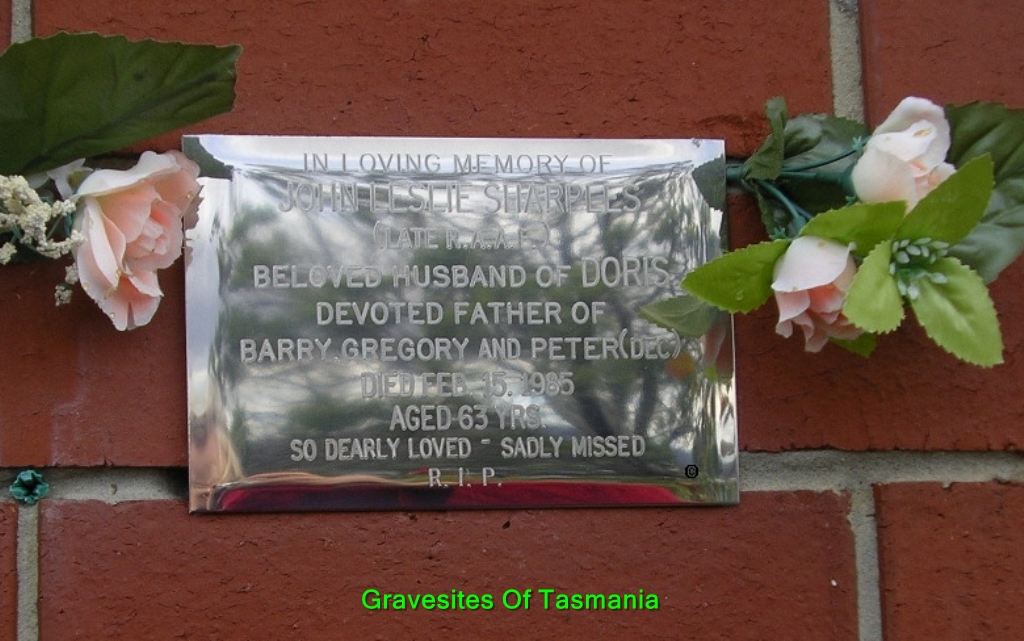 IN LOVING MEMORY OF
JOHN LESLIE SHARPLES
(LATE R.A.A.F.)
BELOVED HUSBAND OF DORIS.
DEVOTED FATHER OF
BARRY, GREGORY AND PETER (DEC)
DIED FEB. 15. 1985
AGED 63 YRS.
SO DEARLY LOVED - SADLY MISSED
R. I. P.
Gravesites Of Tasmania